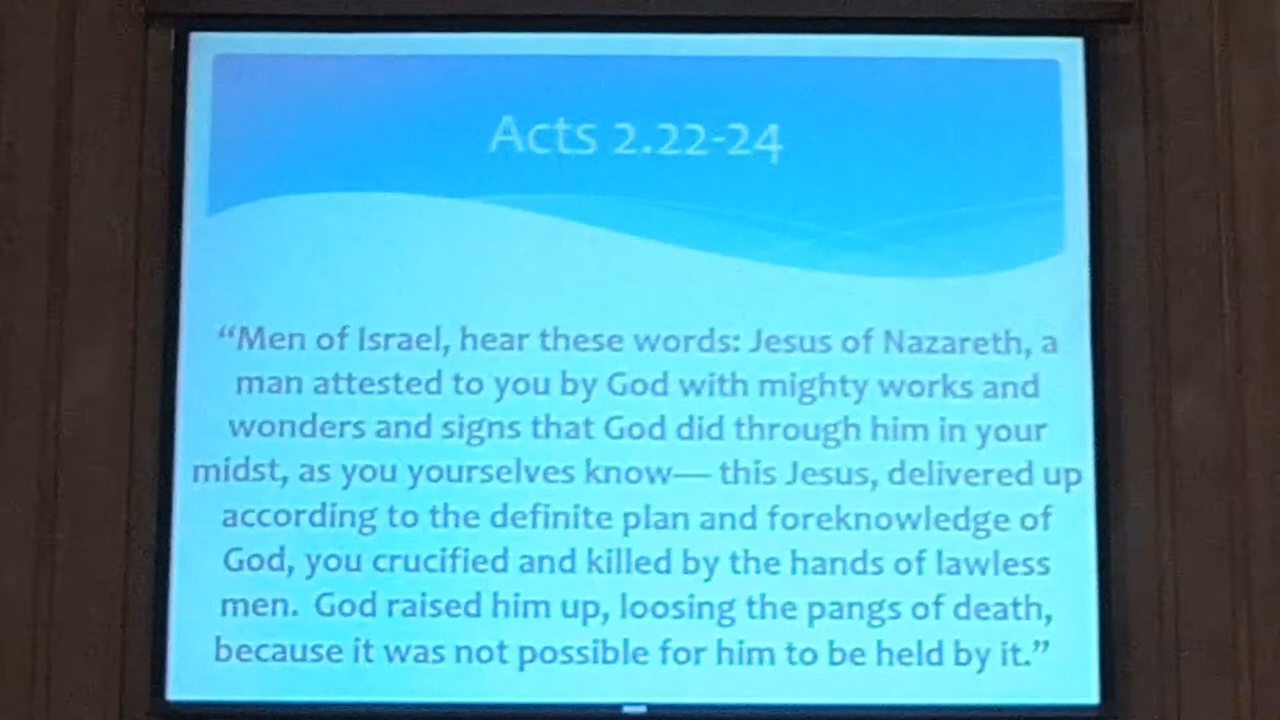 Acts 2.22-24
“Men of Israel, hear these words: Jesus of Nazareth, a
man attested to you by God with mighty works and
wonders and signs that God did through him in your
midst, as you yourselves know— this Jesus, delivered up
according to the definite plan and foreknowledge of
God, you crucified and killed by the hands of lawless
men. God raised him up, loosing the pangs of death,
because it was not possible for him to be held by it.”